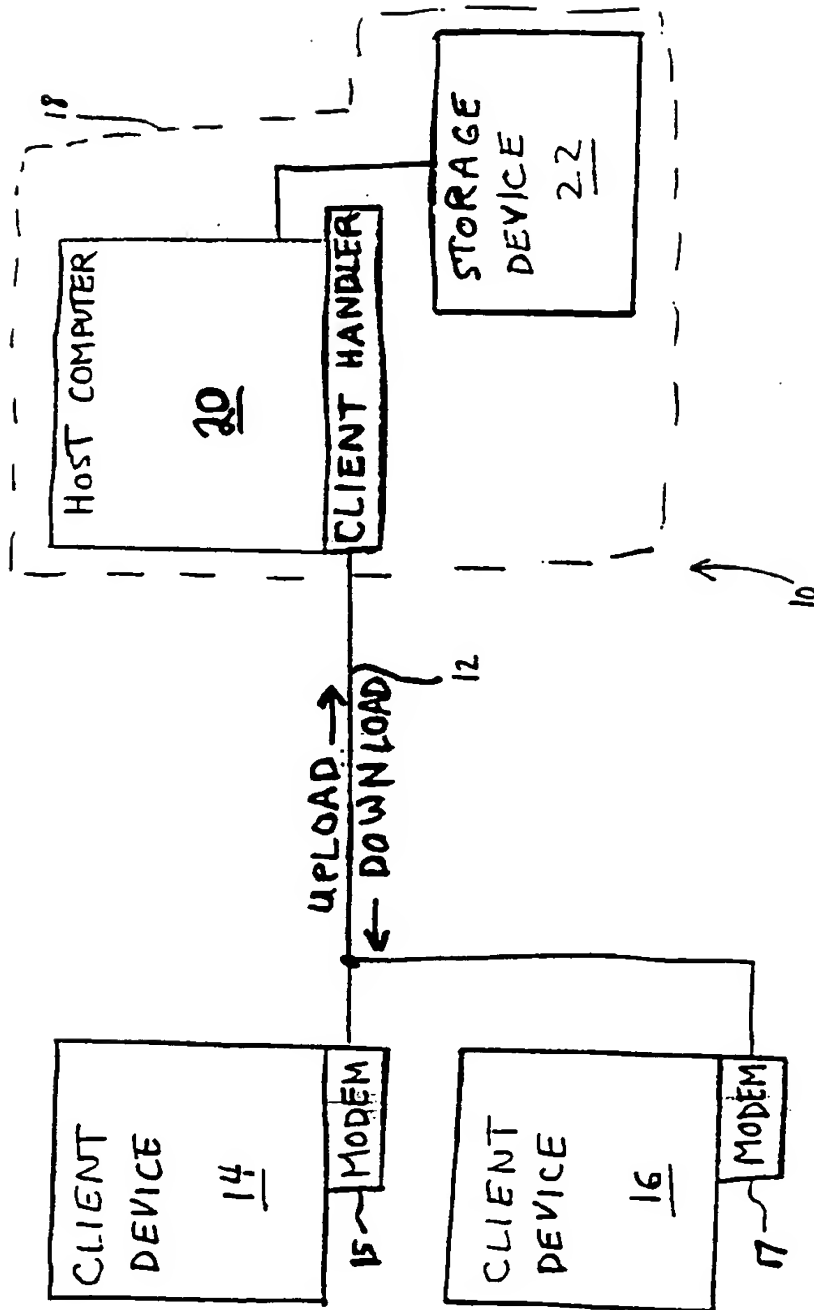 CLIENT
DEVICE
14
MODEM
15
CLIENT
DEVICE
16
MODEM
17
UPLOAD →
← DOWNLOAD
12
HOST COMPUTER
20
CLIENT HANDLER
18
STORAGE
DEVICE
22
10